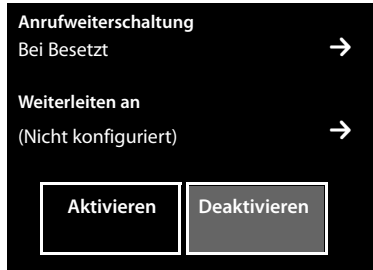 Anrufweiterschaltung
Bei Besetzt
Weiterleiten an
(Nicht konfiguriert)
Aktivieren Deaktivieren